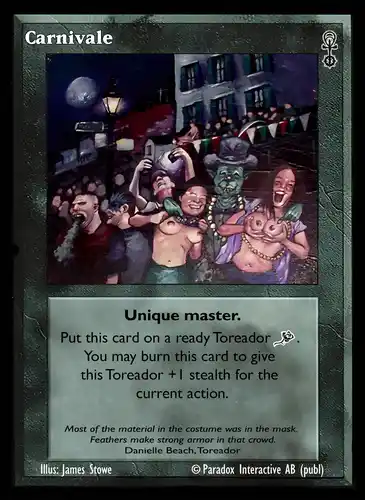 Carnivale
Unique master.
Put this card on a ready Toreador .
You may burn this card to give
this Toreador +1 stealth for the
current action.
Most of the material in the costume was in the mask.
Feathers make strong armor in that crowd.
Danielle Beach, Toreador
Illus: James Stowe
© Paradox Interactive AB (publ)